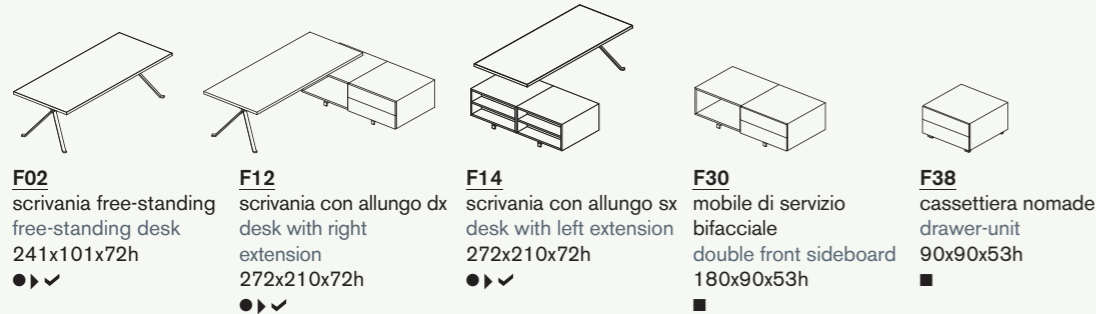 F02
scrivania free-standing
free-standing desk
241x101x72h
F12
scrivania con allungo dx
desk with right
extension
272x210x72h
F14
scrivania con allungo sx
desk with left extension
272x210x72h
F30
mobile di servizio
bifacciale
double front sideboard
180x90x53h
F38
cassettiera nomade
drawer-unit
90x90x53h